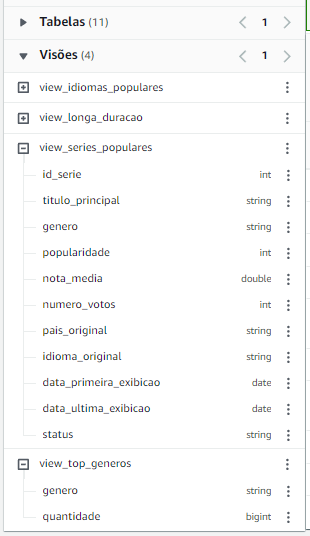 Tabelas (11) 1
Visões (4) 1
view_idiomas_populares
view_longa_duracao
view_series_populares
id_serie int
titulo_principal string
genero string
popularidade int
nota_media double
numero_votos int
pais_original string
idioma_original string
data_primeira_exibicao date
data_ultima_exibicao date
status string
view_top_generos
genero string
quantidade bigint